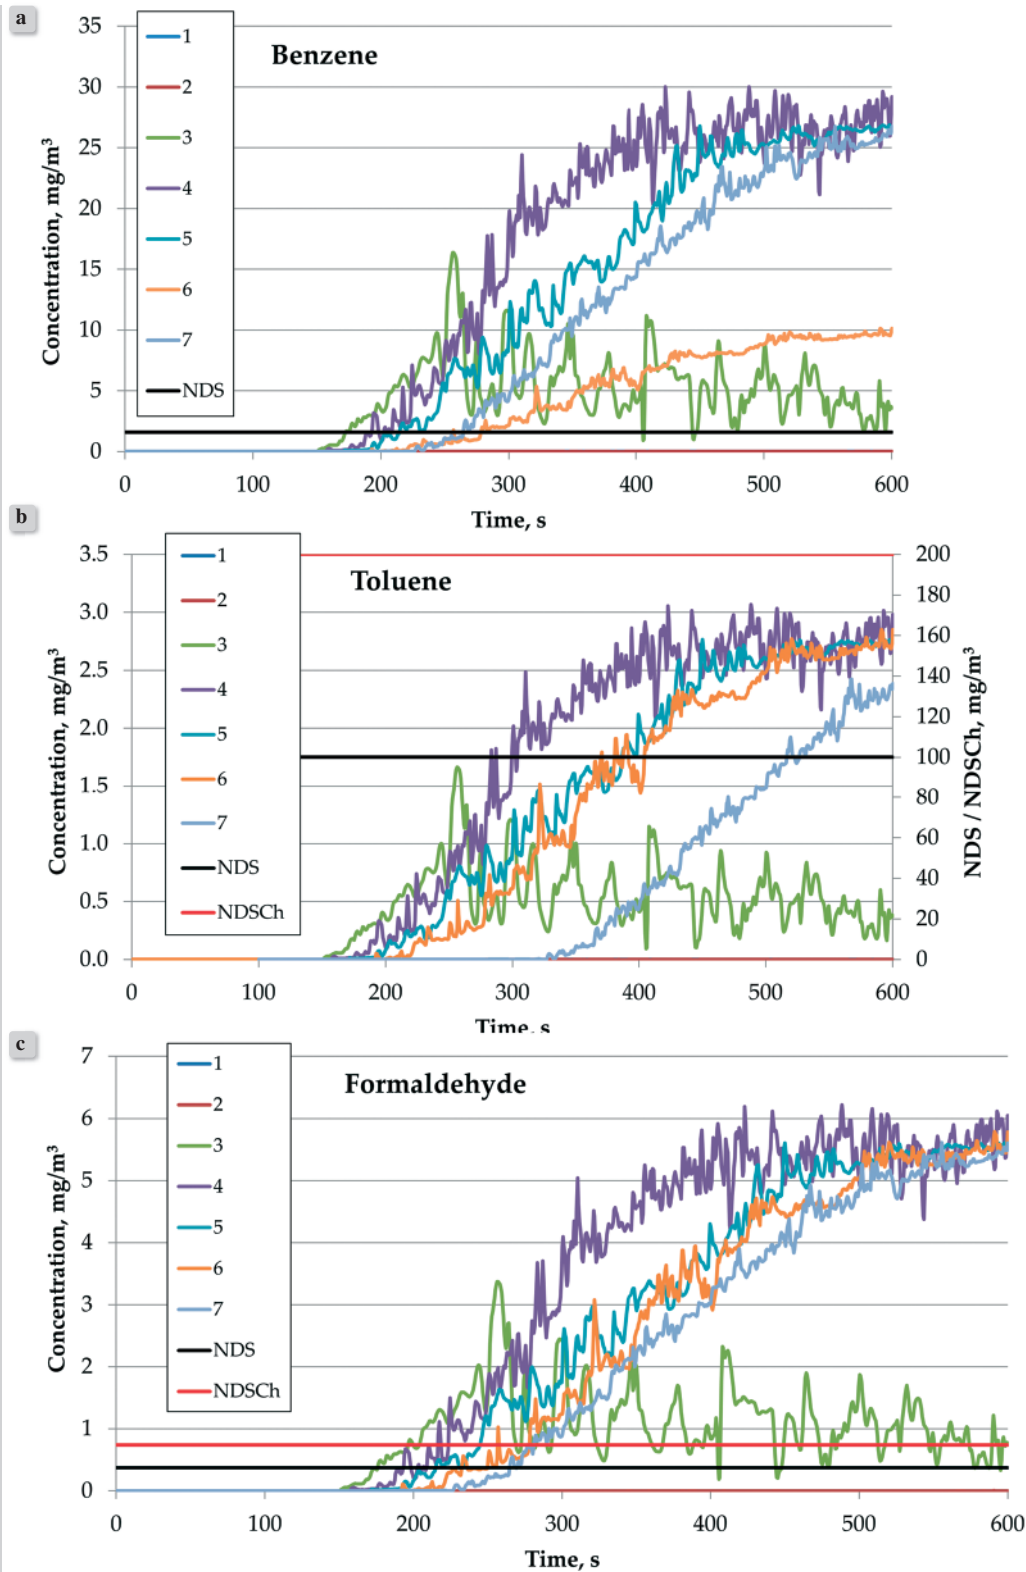 a
Benzene
Concentration, mg/m³
35
30
25
20
15
10
5
0
1
2
3
4
5
6
7
NDS
0 100 200 300 400 500 600
Time, s
b
Toluene
Concentration, mg/m³
3.5
3.0
2.5
2.0
1.5
1.0
0.5
0.0
1
2
3
4
5
6
7
NDS
NDSCh
200
180
160
140
120
100
80
60
40
20
0
NDS / NDSCh, mg/m³
0 100 200 300 400 500 600
Time, s
c
Formaldehyde
Concentration, mg/m³
7
6
5
4
3
2
1
0
1
2
3
4
5
6
7
NDS
NDSCh
0 100 200 300 400 500 600
Time, s